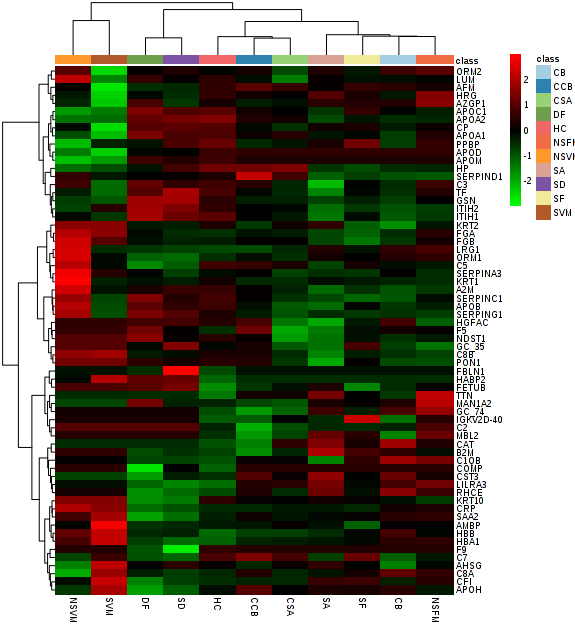 class
ORM2
LUM
AFM
HRG
AZGP1
APOC1
APOA2
CP
APOA1
PPBP
APOD
APOM
HP
SERPIND1
C3
TF
GSN
ITIH2
ITIH1
KRT2
FGA
FGB
LRG1
ORM1
C5
SERPINA3
KRT1
A2M
SERPINC1
APOB
SERPING1
HGFAC
F5
NDST1
GC_35
C8B
PON1
FBLN1
HABP2
FETUB
TTN
MAN1A2
GC_74
IGKV2D-40
C2
MBL2
CAT
B2M
C1QB
COMP
CST3
LILRA3
RHCE
KRT10
CRP
SAA2
AMBP
HBB
HBA1
F9
C7
AHSG
C8A
CFI
APOH
NSVM
SVM
DF
SD
HC
CCB
CSA
SA
SF
CB
NSFM
2
1
0
-1
-2
class
CB
CCB
CSA
DF
HC
NSFM
NSVM
SA
SD
SF
SVM